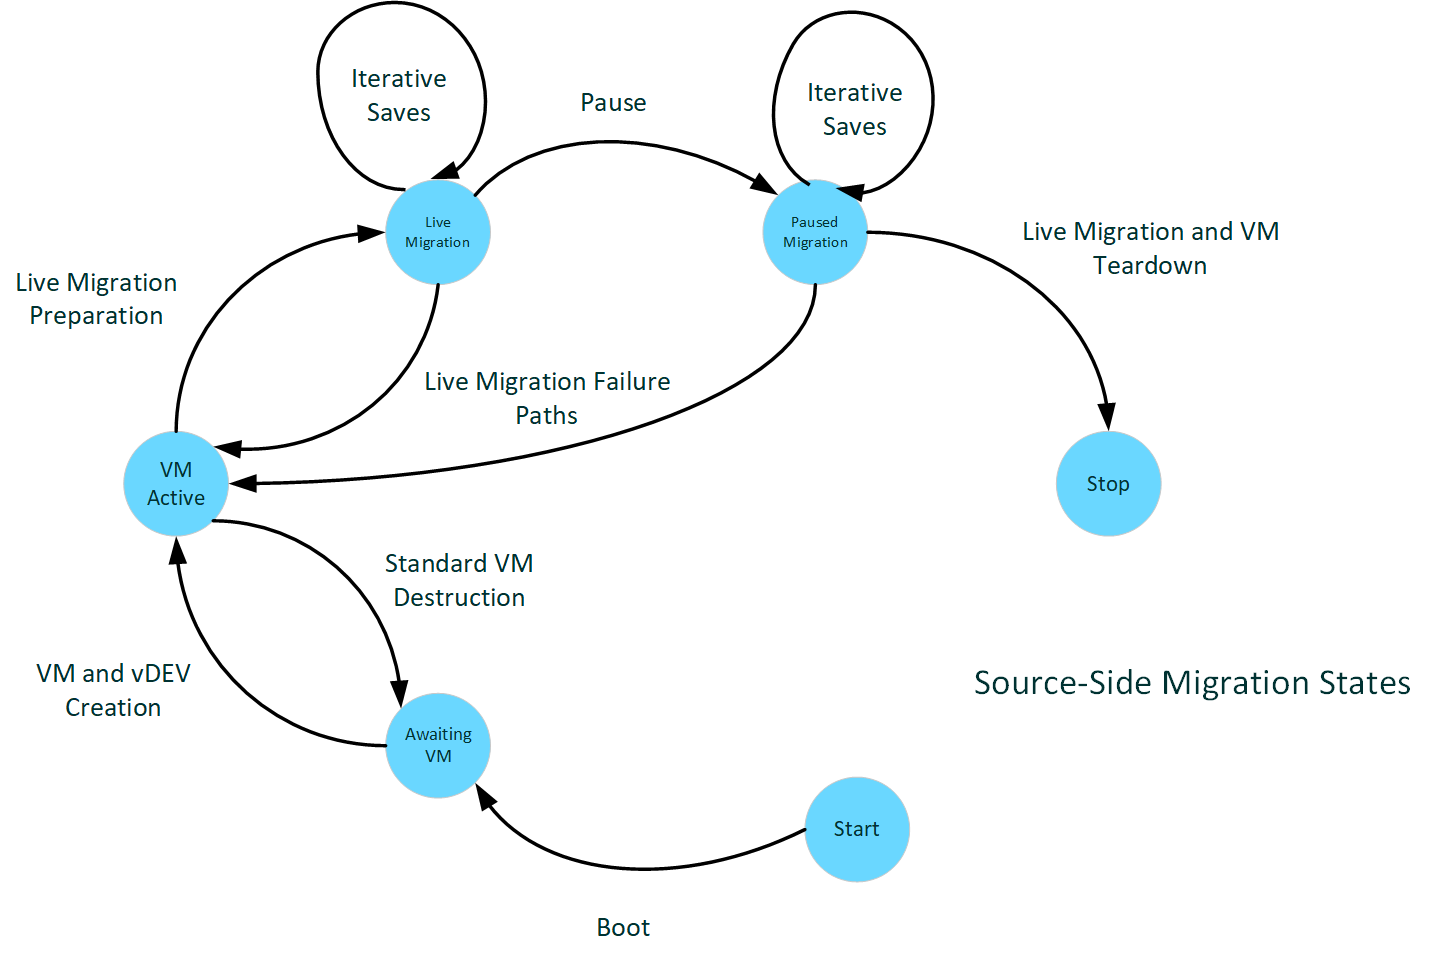 Iterative
Saves
Pause
Iterative
Saves
Live
Migration
Paused
Migration
Live Migration and VM
Teardown
Live Migration
Preparation
Live Migration Failure
Paths
VM
Active
Stop
Standard VM
Destruction
VM and vDEV
Creation
Source-Side Migration States
Awaiting
VM
Start
Boot